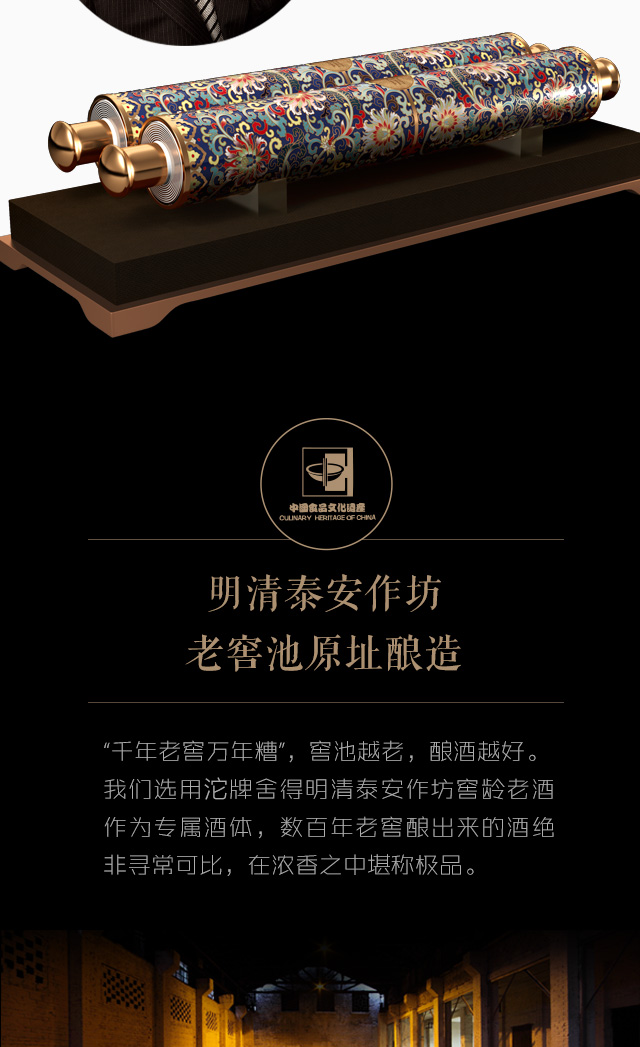 中国食品文化遗产
CULINARY HERITAGE OF CHINA
明清泰安作坊
老窖池原址酿造
“千年老窖万年糟”，窖池越老，酿酒越好。
我们选用沱牌舍得明清泰安作坊窖龄老酒
作为专属酒体，数百年老窖酿出来的酒绝
非寻常可比，在浓香之中堪称极品。